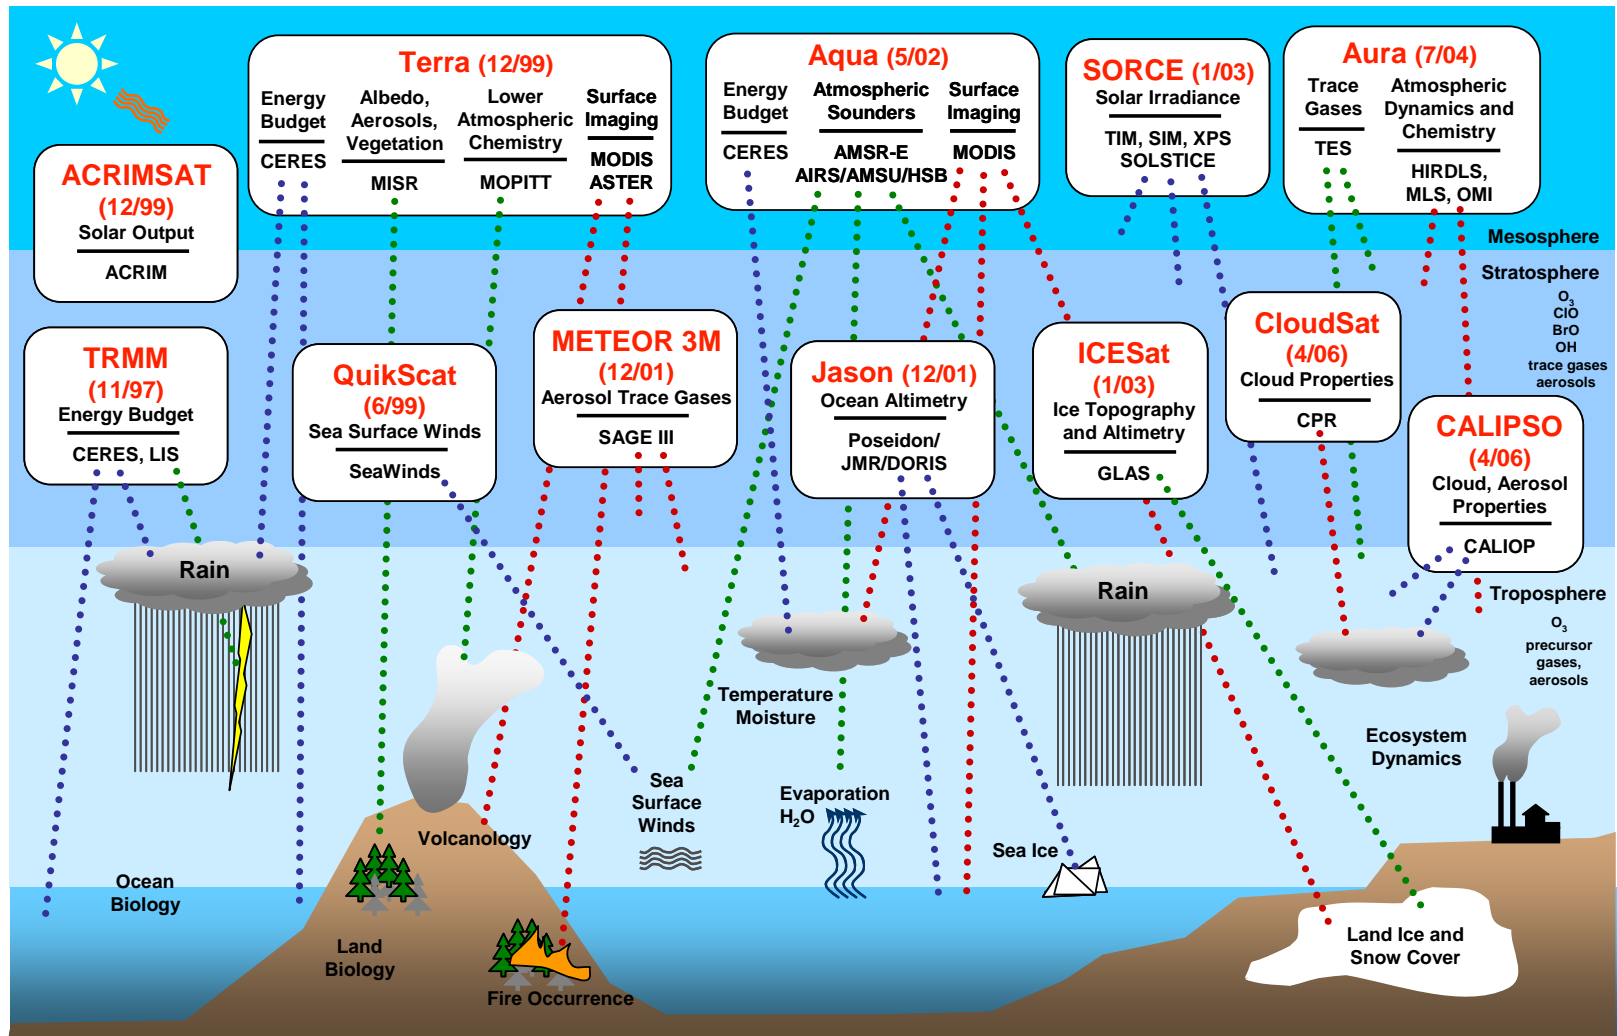 Terra (12/99)
Energy
Budget
CERES
Albedo,
Aerosols,
Vegetation
MISR
Lower
Atmospheric
Chemistry
MOPITT
Surface
Imaging
MODIS
ASTER
Aqua (5/02)
Energy
Budget
CERES
Atmospheric
Sounders
AMSR-E
AIRS/AMSU/HSB
Surface
Imaging
MODIS
SORCE (1/03)
Solar Irradiance
TIM, SIM, XPS
SOLSTICE
Aura (7/04)
Trace
Gases
TES
Atmospheric
Dynamics and
Chemistry
HIRDLS,
MLS, OMI
ACRIMSAT
(12/99)
Solar Output
ACRIM
Mesosphere
Stratosphere
O3
ClO
BrO
OH
trace gases
aerosols
TRMM
(11/97)
Energy Budget
CERES, LIS
QuikScat
(6/99)
Sea Surface Winds
SeaWinds
METEOR 3M
(12/01)
Aerosol Trace Gases
SAGE III
Jason (12/01)
Ocean Altimetry
Poseidon/
JMR/DORIS
ICESat
(1/03)
Ice Topography
and Altimetry
GLAS
CloudSat
(4/06)
Cloud Properties
CPR
CALIPSO
(4/06)
Cloud, Aerosol
Properties
CALIOP
Rain
Rain
Troposphere
O3
precursor
gases,
aerosols
Temperature
Moisture
Ecosystem
Dynamics
Sea
Surface
Winds
Evaporation
H2O
Volcanology
Sea Ice
Ocean
Biology
Land
Biology
Fire Occurrence
Land Ice and
Snow Cover